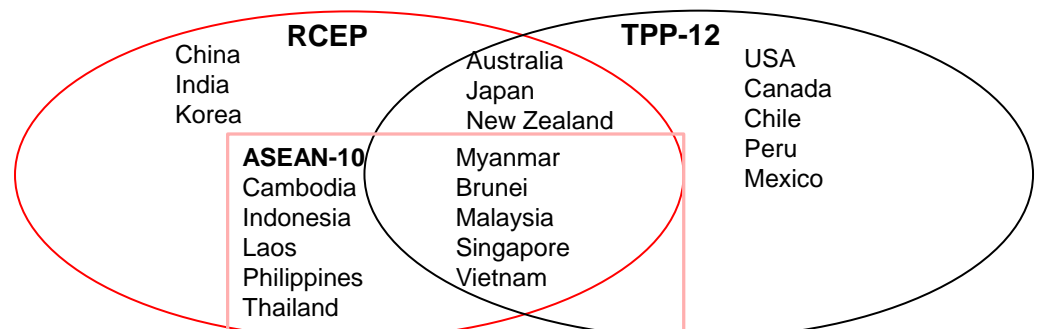 RCEP
TPP-12
China
India
Korea
Australia
Japan
New Zealand
USA
Canada
Chile
Peru
Mexico
ASEAN-10
Cambodia
Indonesia
Laos
Philippines
Thailand
Myanmar
Brunei
Malaysia
Singapore
Vietnam